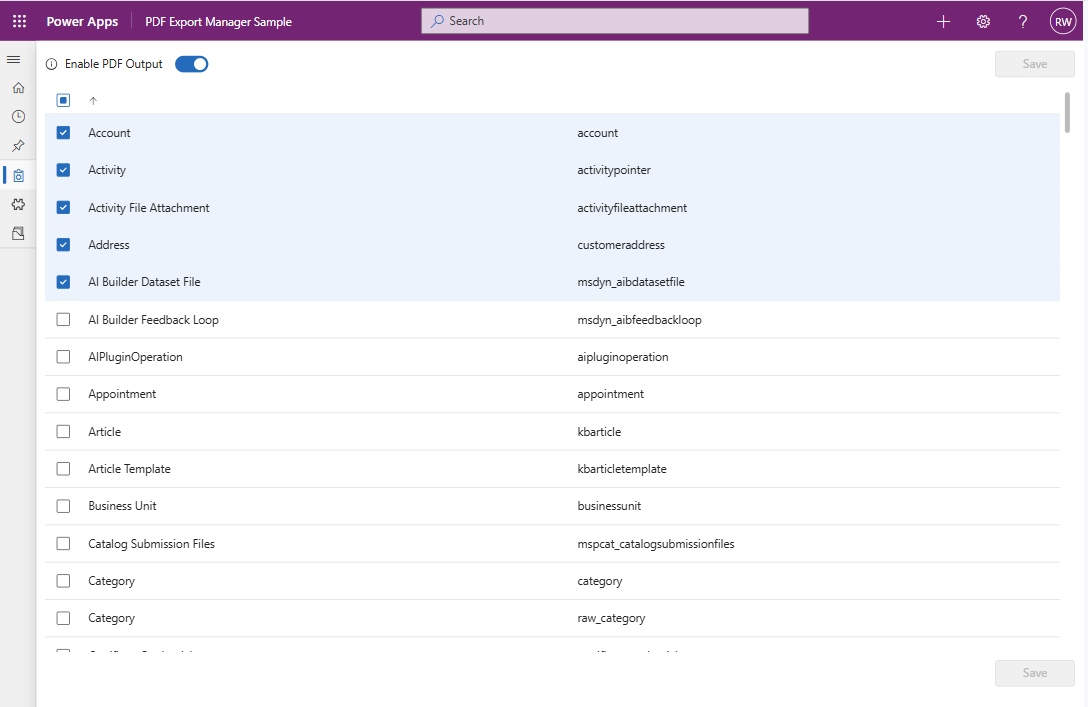 Power Apps PDF Export Manager Sample Search ? RW
Enable PDF Output Save
Account account
Activity activitypointer
Activity File Attachment activityfileattachment
Address customeraddress
AI Builder Dataset File msdyn_aibdatasetfile
AI Builder Feedback Loop msdyn_aibfeedbackloop
AIPluginOperation aipluginoperation
Appointment appointment
Article kbarticle
Article Template kbarticletemplate
Business Unit businessunit
Catalog Submission Files mspcat_catalogsubmissionfiles
Category category
Category raw_category
Save